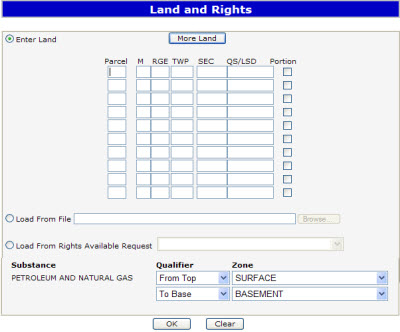 Land and Rights
Enter Land
More Land
Parcel M RGE TWP SEC QS/LSD Portion
Load From File Browse...
Load From Rights Available Request
Substance Qualifier Zone
PETROLEUM AND NATURAL GAS From Top SURFACE
To Base BASEMENT
OK Clear